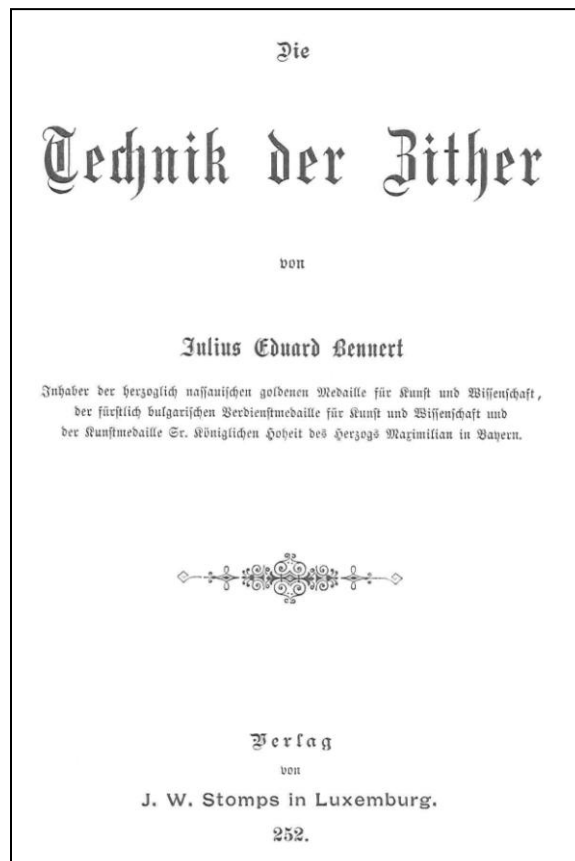 Die
Technik der Zither
von
Julius Eduard Bennert
Inhaber der herzoglich nassauischen goldenen Medaille für Kunst und Wissenschaft,
der fürstlich bulgarischen Verdienstmedaille für Kunst und Wissenschaft und
der Kunstmedaille Sr. Königlichen Hoheit des Herzogs Maximilian in Bayern.
Verlag
von
J. W. Stomps in Luxemburg.
252.